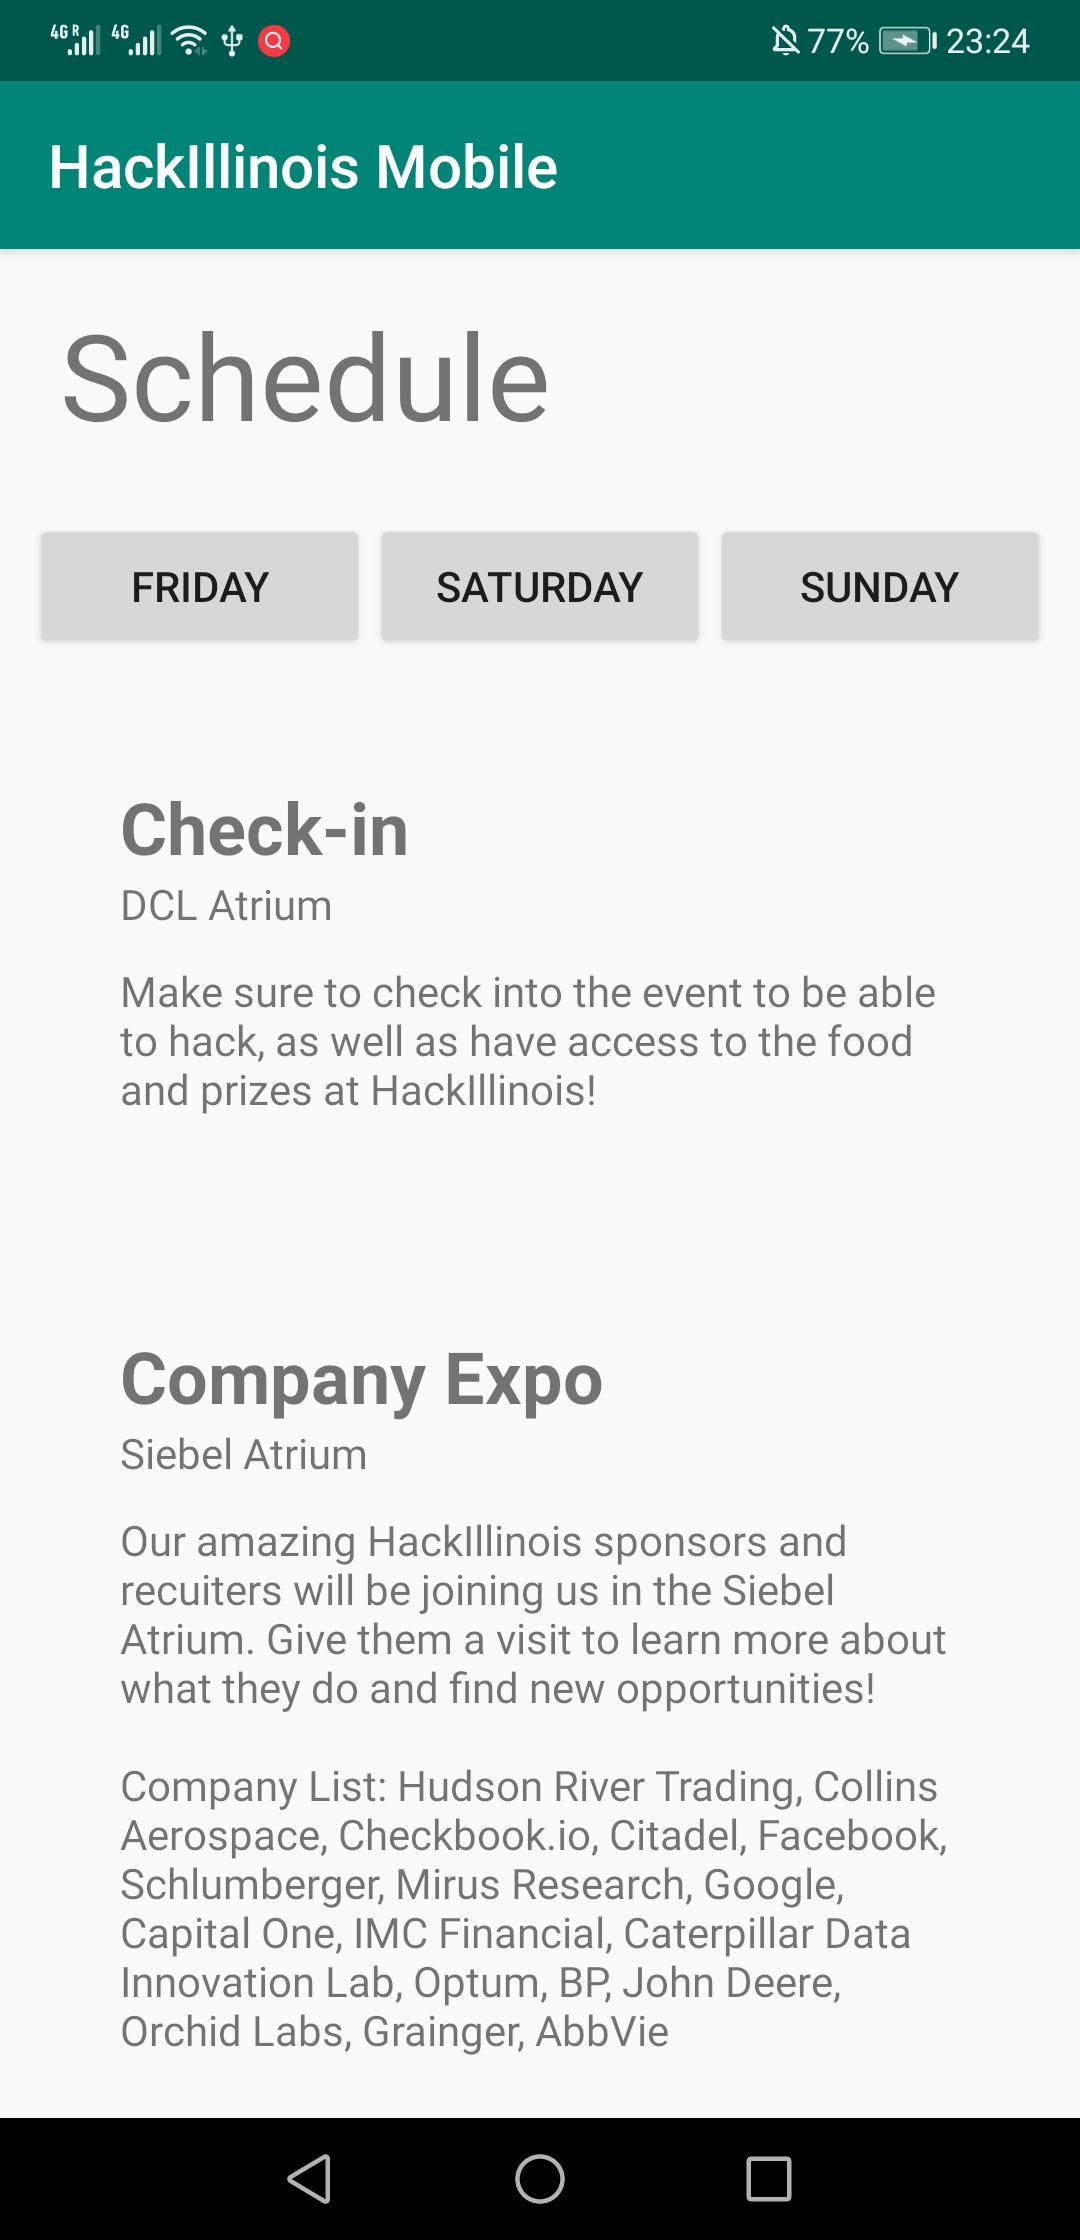 4G R 4G 77% 23:24
HackIllinois Mobile
Schedule
FRIDAY SATURDAY SUNDAY
Check-in
DCL Atrium
Make sure to check into the event to be able
to hack, as well as have access to the food
and prizes at HackIllinois!
Company Expo
Siebel Atrium
Our amazing HackIllinois sponsors and
recuiters will be joining us in the Siebel
Atrium. Give them a visit to learn more about
what they do and find new opportunities!
Company List: Hudson River Trading, Collins
Aerospace, Checkbook.io, Citadel, Facebook,
Schlumberger, Mirus Research, Google,
Capital One, IMC Financial, Caterpillar Data
Innovation Lab, Optum, BP, John Deere,
Orchid Labs, Grainger, AbbVie